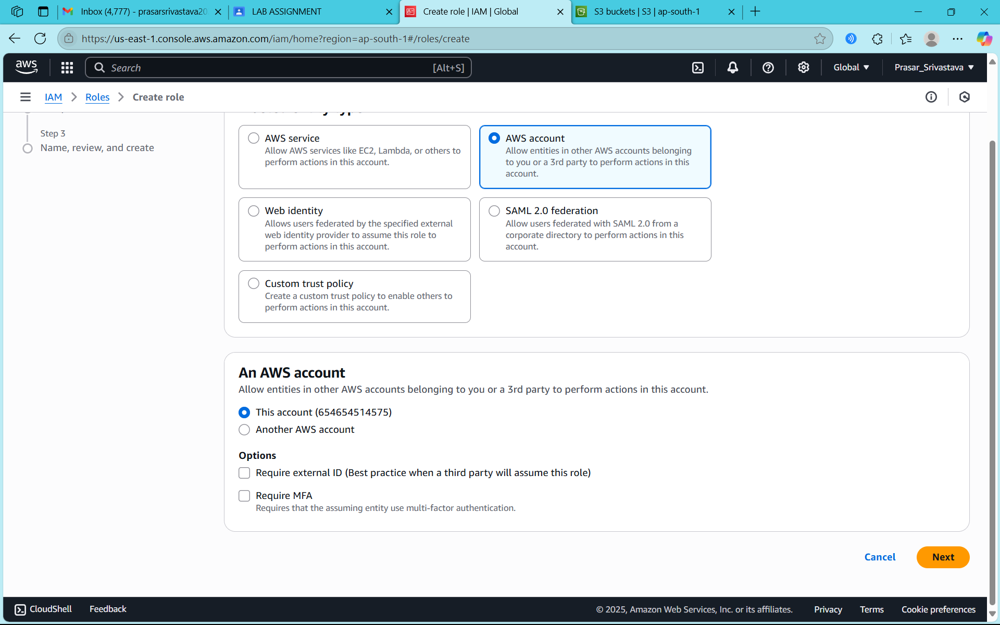 Inbox (4,777) - prasarsrivastava20
LAB ASSIGNMENT
Create role | IAM | Global
S3 buckets | S3 | ap-south-1
https://us-east-1.console.aws.amazon.com/iam/home?region=ap-south-1#/roles/create
aws
Search
[Alt+S]
Global
Prasar_Srivastava
IAM
Roles
Create role
Step 3
Name, review, and create
AWS service
Allow AWS services like EC2, Lambda, or others to
perform actions in this account.
AWS account
Allow entities in other AWS accounts belonging
to you or a 3rd party to perform actions in this
account.
Web identity
Allows users federated by the specified external
web identity provider to assume this role to
perform actions in this account.
SAML 2.0 federation
Allow users federated with SAML 2.0 from a
corporate directory to perform actions in this
account.
Custom trust policy
Create a custom trust policy to enable others to
perform actions in this account.
An AWS account
Allow entities in other AWS accounts belonging to you or a 3rd party to perform actions in this account.
This account (654654514575)
Another AWS account
Options
Require external ID (Best practice when a third party will assume this role)
Require MFA
Requires that the assuming entity use multi-factor authentication.
Cancel
Next
CloudShell
Feedback
© 2025, Amazon Web Services, Inc. or its affiliates.
Privacy
Terms
Cookie preferences